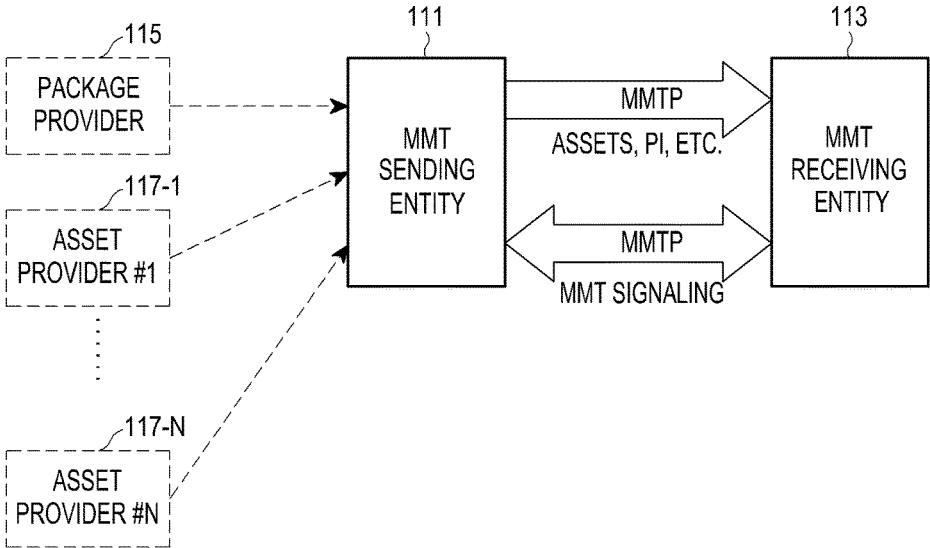 115
PACKAGE
PROVIDER
117-1
ASSET
PROVIDER #1
117-N
ASSET
PROVIDER #N
111
MMT
SENDING
ENTITY
MMTP
ASSETS, PI, ETC.
MMTP
MMT SIGNALING
113
MMT
RECEIVING
ENTITY